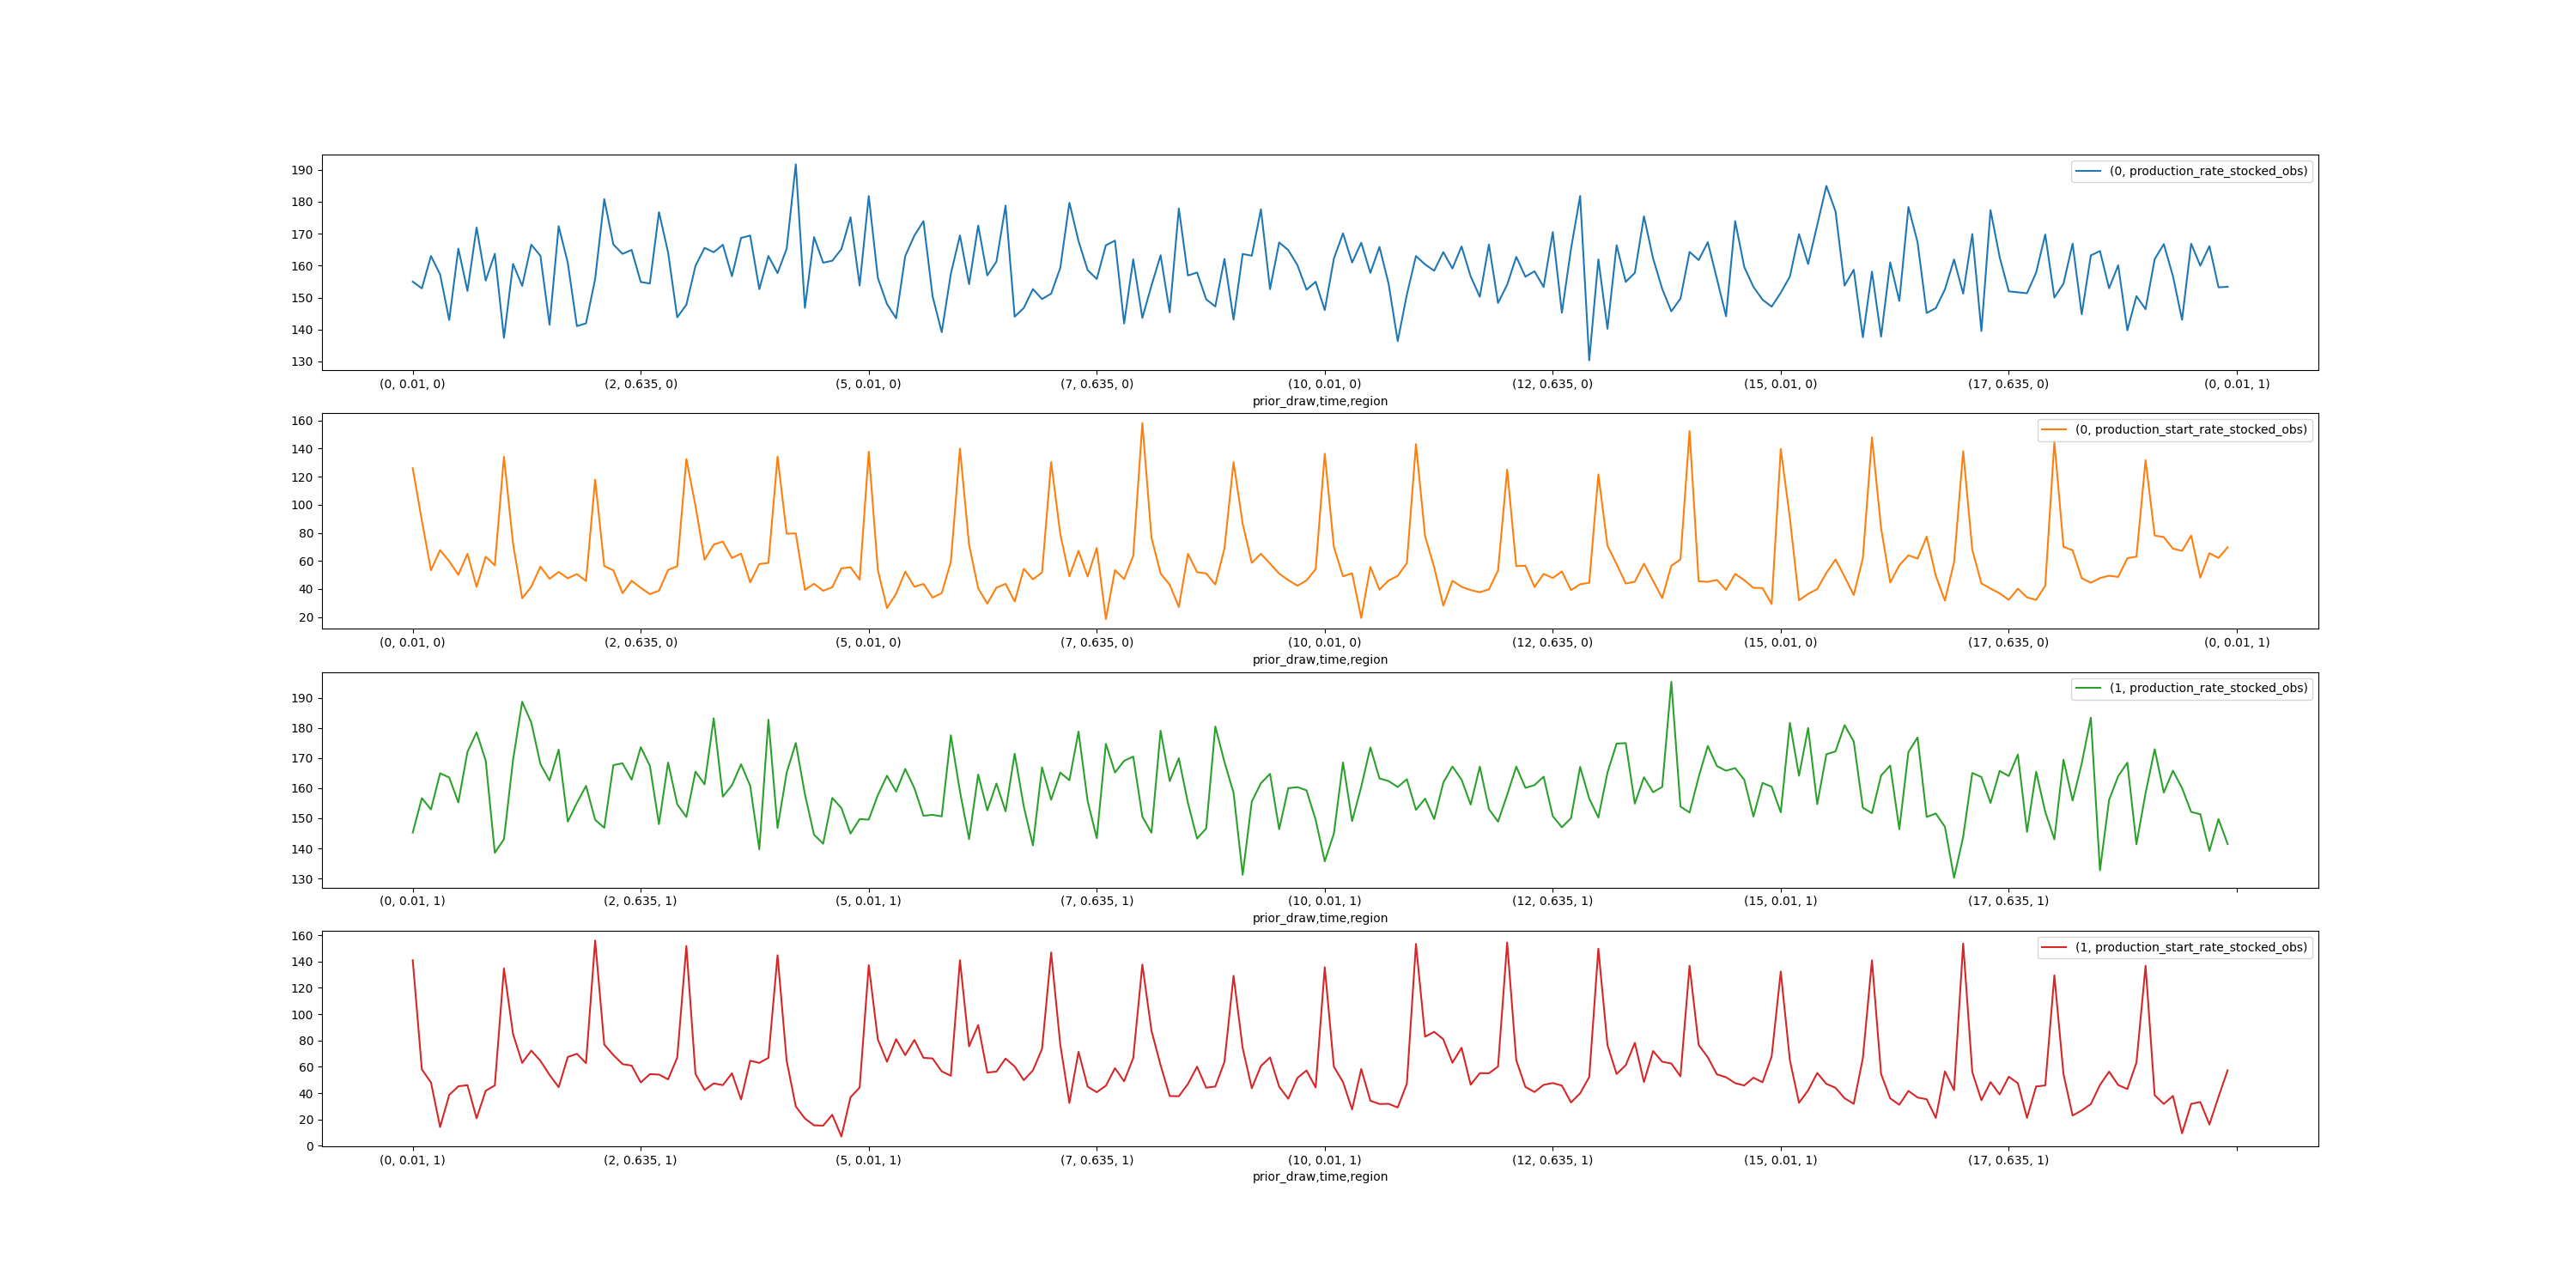 190
180
170
160
150
140
130
(0, production_rate_stocked_obs)
(0, 0.01, 0) (2, 0.635, 0) (5, 0.01, 0) (7, 0.635, 0) (10, 0.01, 0) (12, 0.635, 0) (15, 0.01, 0) (17, 0.635, 0) (0, 0.01, 1)
prior_draw,time,region
160
140
120
100
80
60
40
20
(0, production_start_rate_stocked_obs)
(0, 0.01, 0) (2, 0.635, 0) (5, 0.01, 0) (7, 0.635, 0) (10, 0.01, 0) (12, 0.635, 0) (15, 0.01, 0) (17, 0.635, 0) (0, 0.01, 1)
prior_draw,time,region
190
180
170
160
150
140
130
(1, production_rate_stocked_obs)
(0, 0.01, 1) (2, 0.635, 1) (5, 0.01, 1) (7, 0.635, 1) (10, 0.01, 1) (12, 0.635, 1) (15, 0.01, 1) (17, 0.635, 1)
prior_draw,time,region
160
140
120
100
80
60
40
20
0
(1, production_start_rate_stocked_obs)
(0, 0.01, 1) (2, 0.635, 1) (5, 0.01, 1) (7, 0.635, 1) (10, 0.01, 1) (12, 0.635, 1) (15, 0.01, 1) (17, 0.635, 1)
prior_draw,time,region